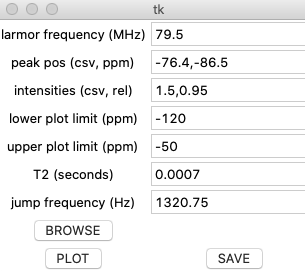 tk
larmor frequency (MHz) 79.5
peak pos (csv, ppm) -76.4,-86.5
intensities (csv, rel) 1.5,0.95
lower plot limit (ppm) -120
upper plot limit (ppm) -50
T2 (seconds) 0.0007
jump frequency (Hz) 1320.75
BROWSE
PLOT SAVE